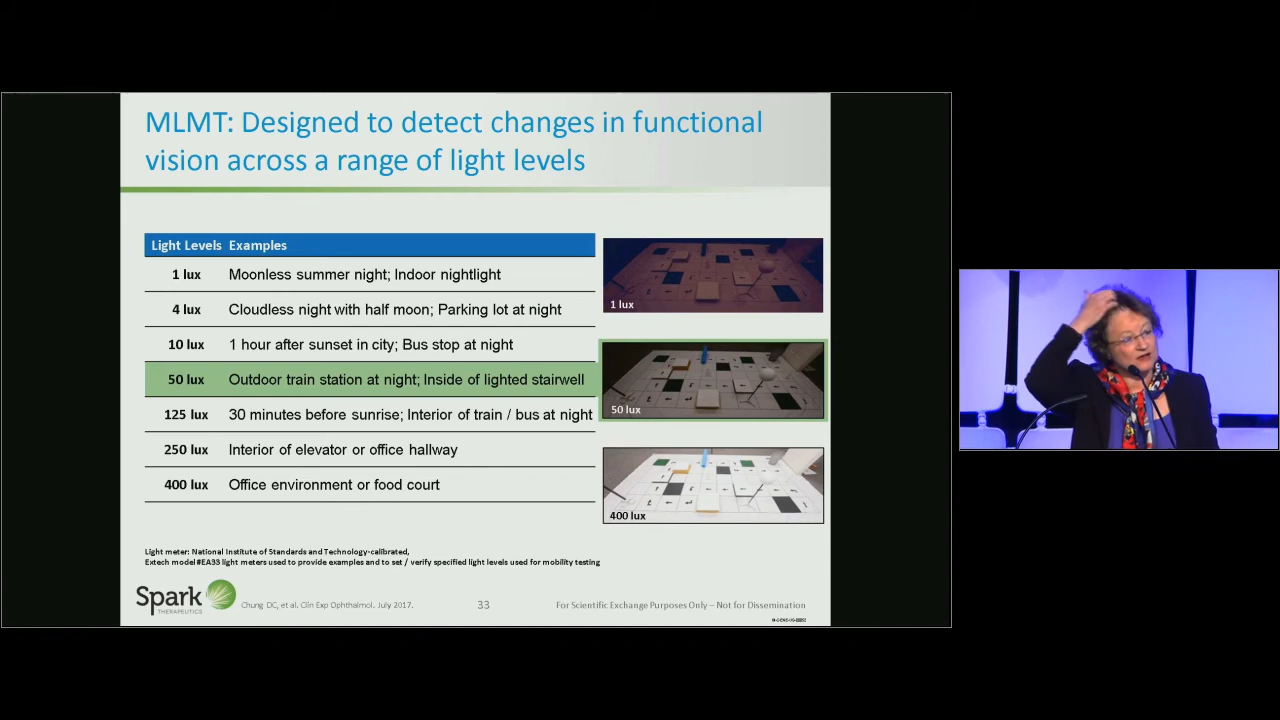 MLMT: Designed to detect changes in functional
vision across a range of light levels
Light Levels Examples
1 lux Moonless summer night; Indoor nightlight
4 lux Cloudless night with half moon; Parking lot at night
10 lux 1 hour after sunset in city; Bus stop at night
50 lux Outdoor train station at night; Inside of lighted stairwell
125 lux 30 minutes before sunrise; Interior of train / bus at night
250 lux Interior of elevator or office hallway
400 lux Office environment or food court
1 lux
50 lux
400 lux
Light meter: National Institute of Standards and Technology-calibrated,
Extech model #EA33 light meters used to provide examples and to set / verify specified light levels used for mobility testing
Spark
THERAPEUTICS
Chung DC, et al. Clin Exp Ophthalmol. July 2017.
33
For Scientific Exchange Purposes Only – Not for Dissemination